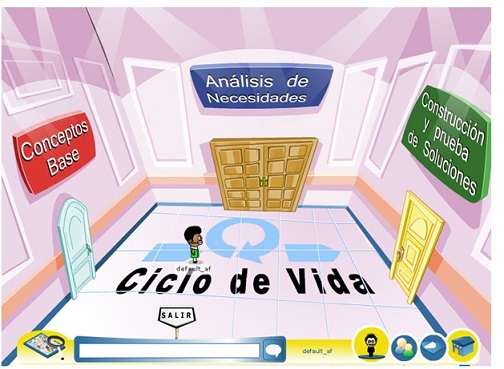 Análisis de
Necesidades
Conceptos
Base
Construcción
y prueba
de Soluciones
default_af
Ciclo de Vida
SALIR
default_af